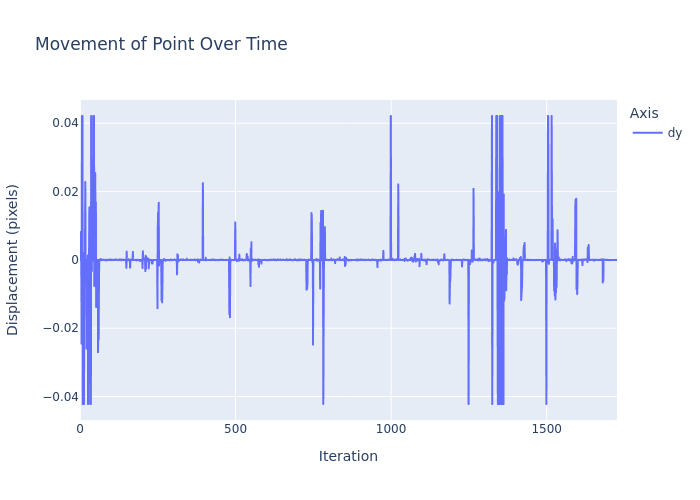 Movement of Point Over Time
Axis
dy
0.04
0.02
0
−0.02
−0.04
Displacement (pixels)
0
500
1000
1500
Iteration